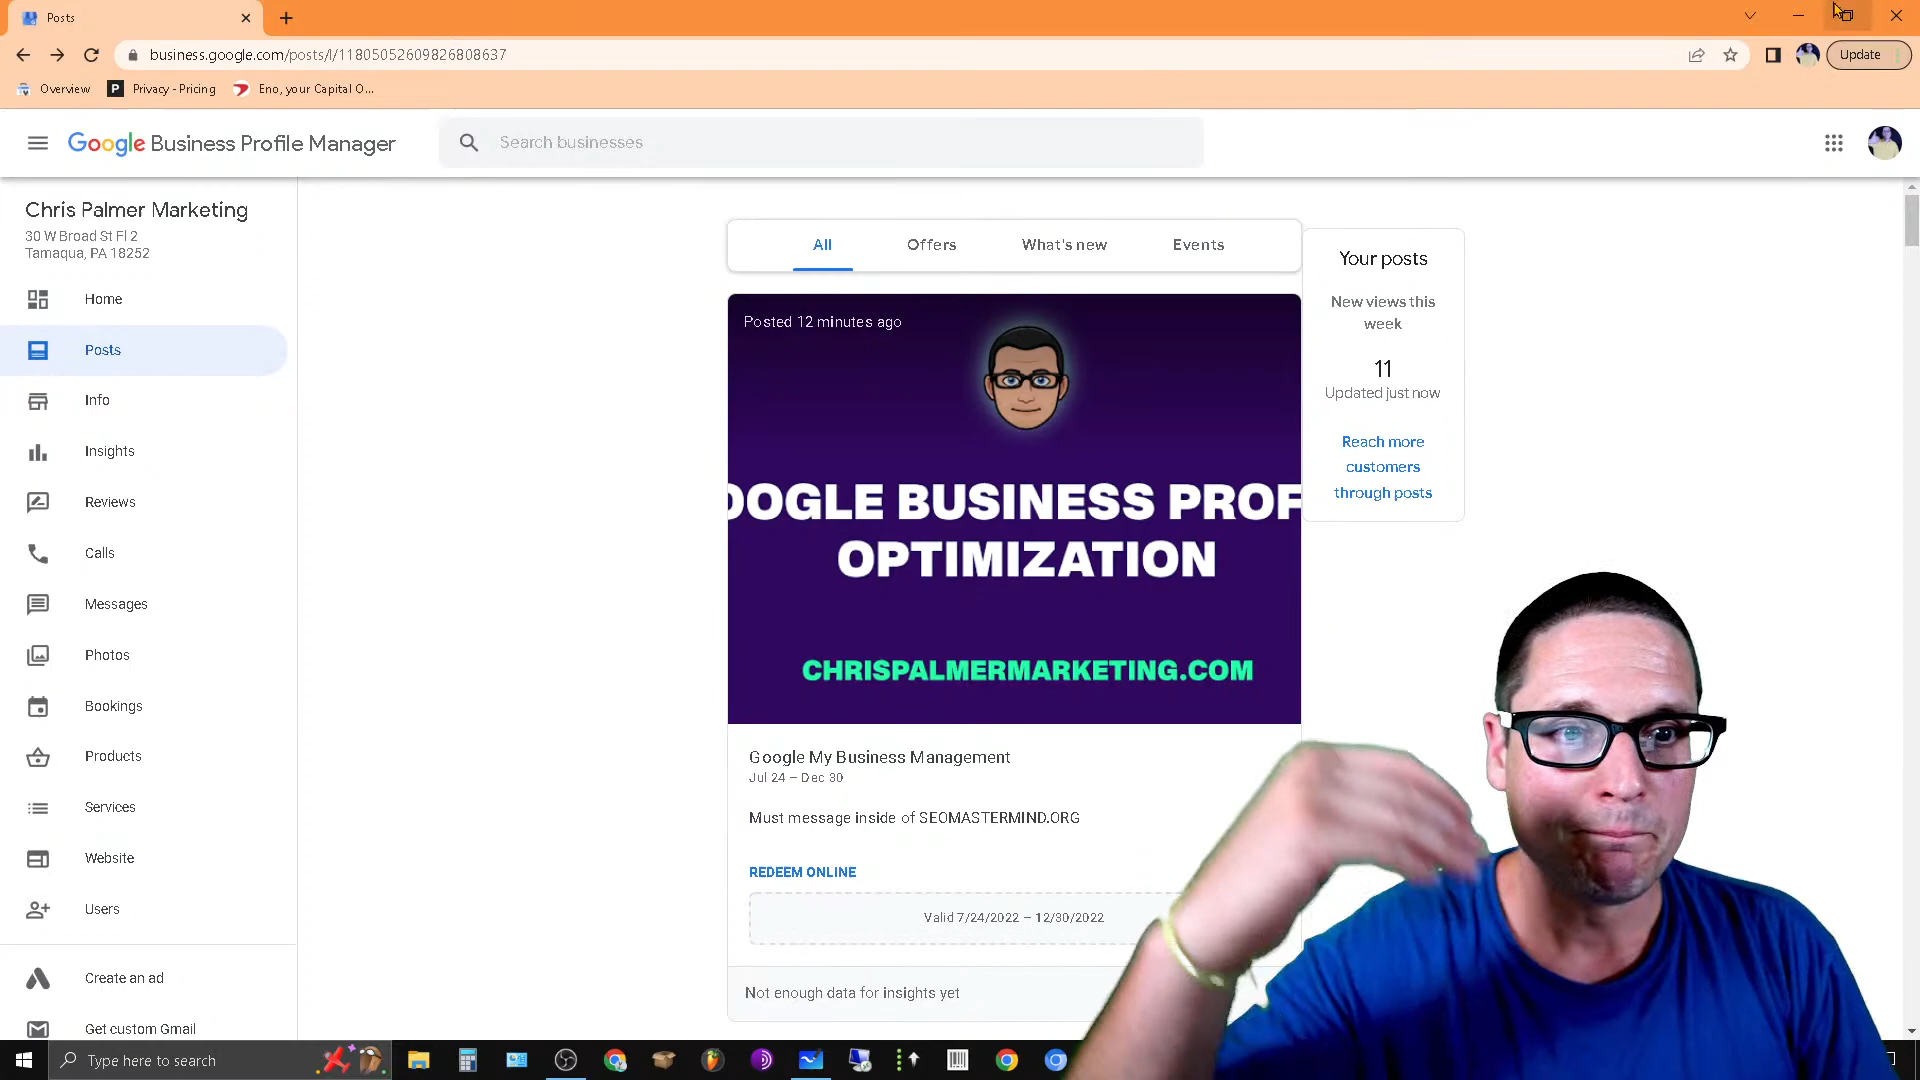 Posts
business.google.com/posts/l/11805052609826808637
Update
Overview
Privacy - Pricing
Eno, your Capital O...
Google Business Profile Manager
Search businesses
Chris Palmer Marketing
30 W Broad St Fl 2
Tamaqua, PA 18252
Home
Posts
Info
Insights
Reviews
Calls
Messages
Photos
Bookings
Products
Services
Website
Users
Create an ad
Get custom Gmail
All
Offers
What's new
Events
Posted 12 minutes ago
OOGLE BUSINESS PROF
OPTIMIZATION
CHRISPALMERMARKETING.COM
Google My Business Management
Jul 24 – Dec 30
Must message inside of SEOMASTERMIND.ORG
REDEEM ONLINE
Valid 7/24/2022 – 12/30/2022
Not enough data for insights yet
Your posts
New views this
week
11
Updated just now
Reach more
customers
through posts
Type here to search